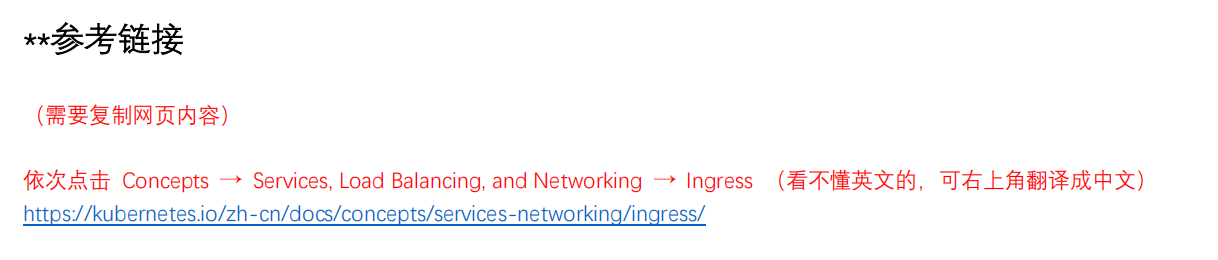 **参考链接
（需要复制网页内容）
依次点击 Concepts → Services, Load Balancing, and Networking → Ingress （看不懂英文的，可右上角翻译成中文）
https://kubernetes.io/zh-cn/docs/concepts/services-networking/ingress/